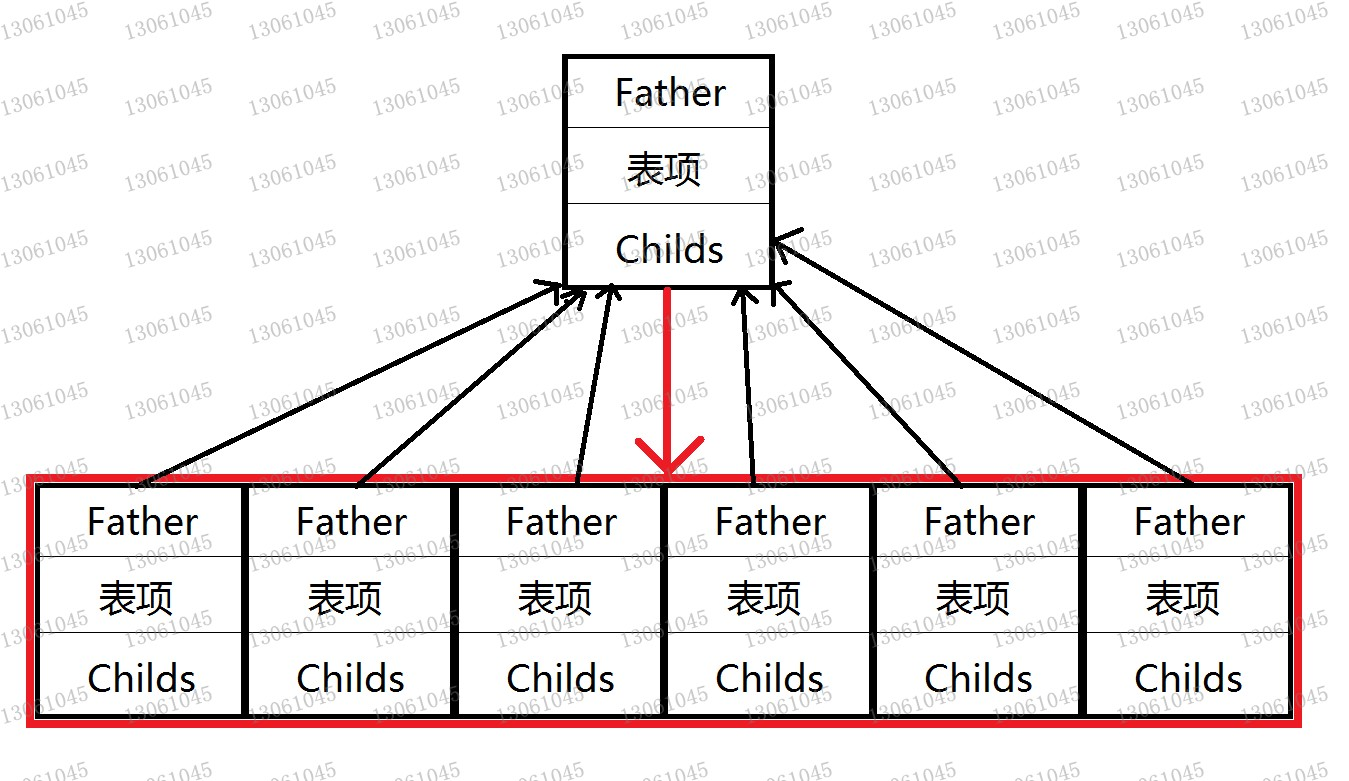 Father
表项
Childs
Father Father Father Father Father Father
表项 表项 表项 表项 表项 表项
Childs Childs Childs Childs Childs Childs
13061045